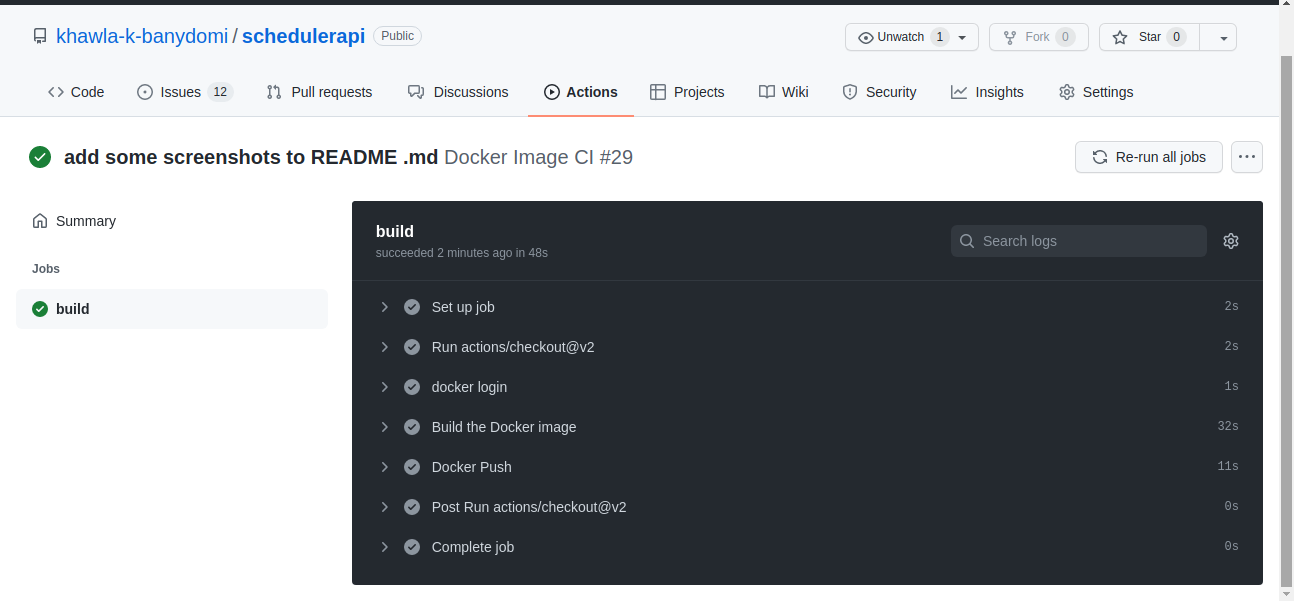 khawla-k-banydomi / schedulerapi Public Unwatch 1 Fork 0 Star 0
Code Issues 12 Pull requests Discussions Actions Projects Wiki Security Insights Settings
add some screenshots to README .md Docker Image CI #29 Re-run all jobs ...
Summary
Jobs
build
build
succeeded 2 minutes ago in 48s
Search logs
Set up job 2s
Run actions/checkout@v2 2s
docker login 1s
Build the Docker image 32s
Docker Push 11s
Post Run actions/checkout@v2 0s
Complete job 0s